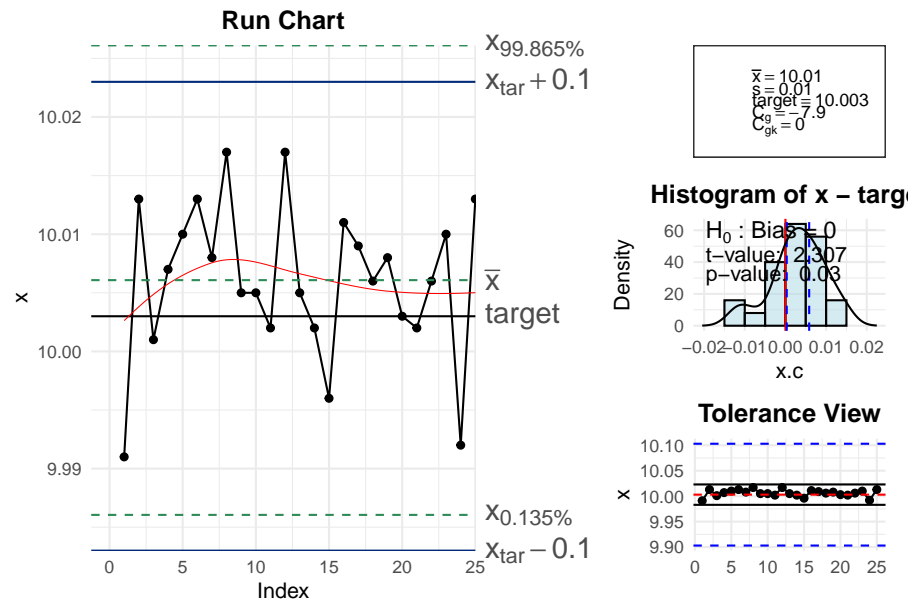 Run Chart
x
10.02
10.01
10.00
9.99
0 5 10 15 20 25
Index
x99.865%
xtar + 0.1
x̅
target
x0.135%
xtar − 0.1
x̅ = 10.01
s = 0.01
target = 10.003
Cg = −7.9
Cgk = 0
Histogram of x − targe
Density
60
40
20
0
H0 : Bias = 0
t−value: 2.307
p−value: 0.03
−0.02 −0.01 0.00 0.01 0.02
x.c
Tolerance View
x
10.10
10.05
10.00
9.95
9.90
0 5 10 15 20 25